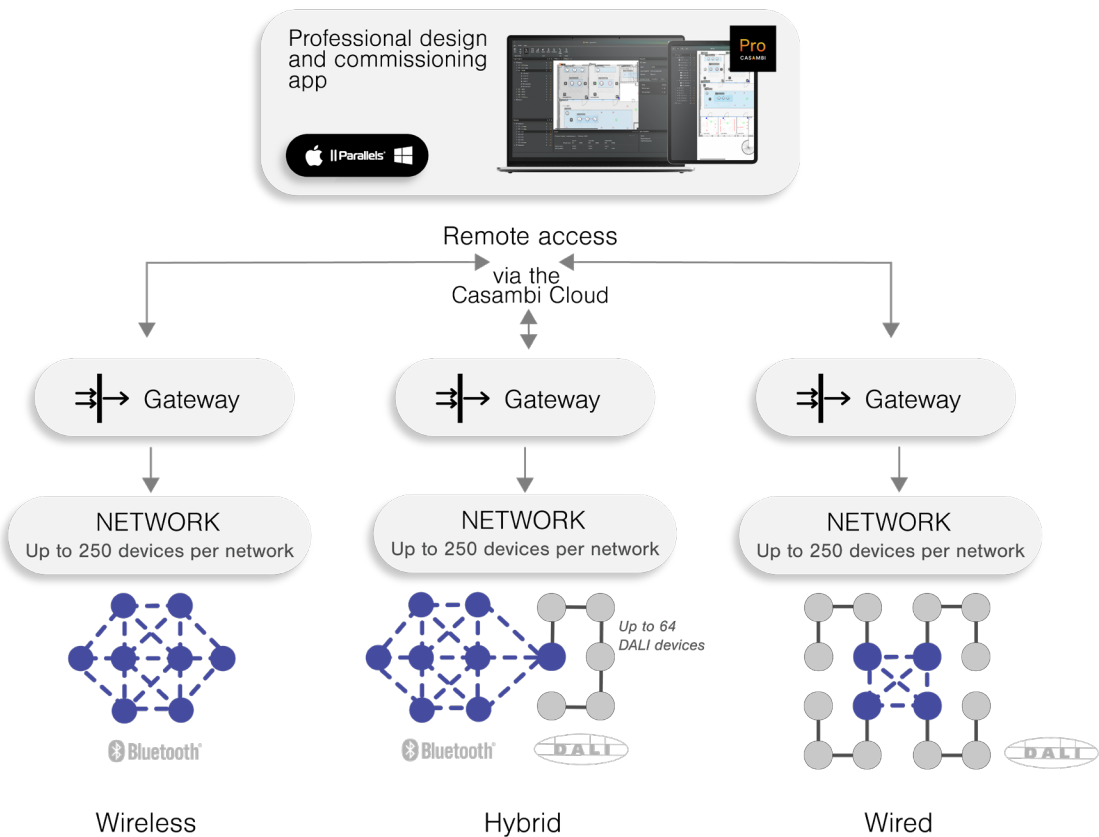 Professional design
and commissioning
app
Pro
CASAMBI
Parallels®
Remote access
via the
Casambi Cloud
Gateway
Gateway
Gateway
NETWORK
Up to 250 devices per network
NETWORK
Up to 250 devices per network
NETWORK
Up to 250 devices per network
Up to 64
DALI devices
Bluetooth®
Bluetooth®
DALI
DALI
Wireless
Hybrid
Wired